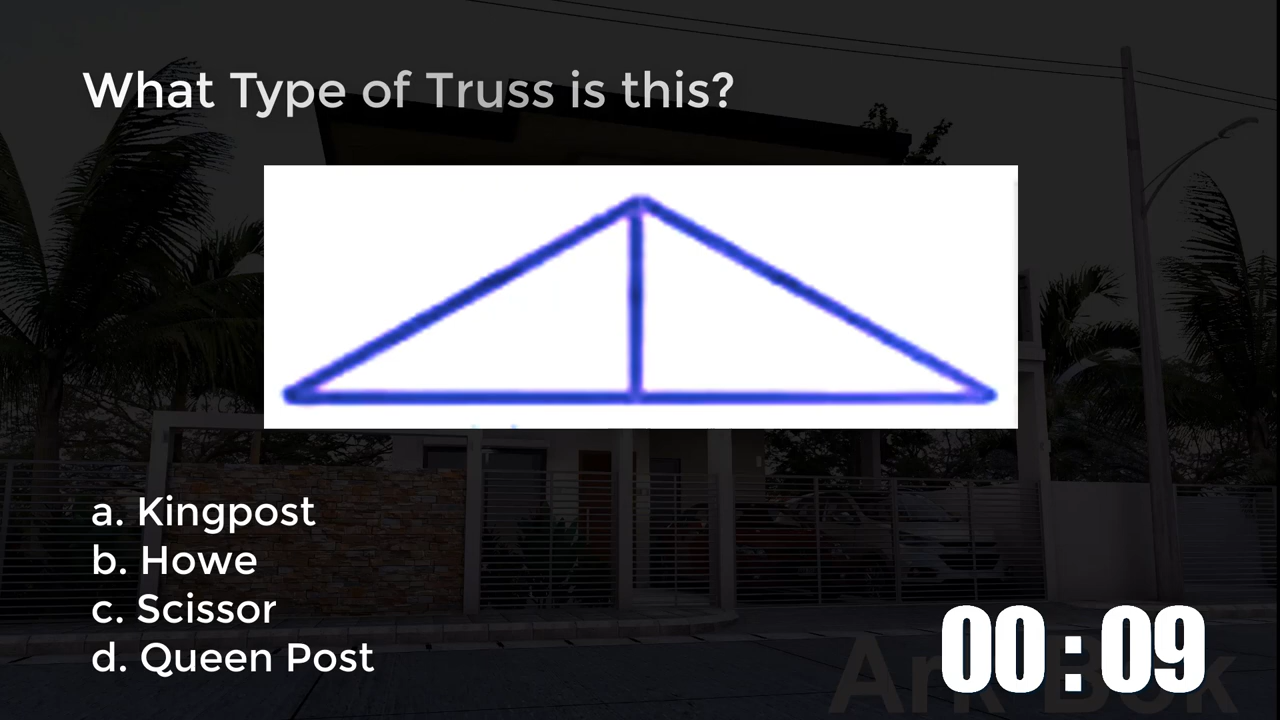 What Type of Truss is this?
a. Kingpost
b. Howe
c. Scissor
d. Queen Post
00:09